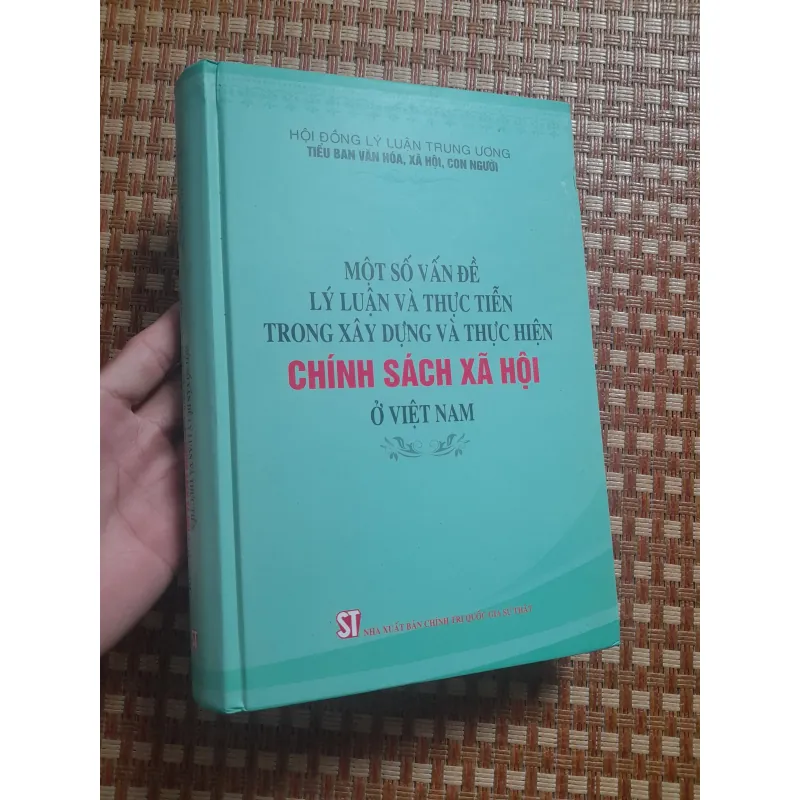 HỘI ĐỒNG LÝ LUẬN TRUNG ƯƠNG
TIỂU BAN VĂN HÓA, XÃ HỘI, CON NGƯỜI
MỘT SỐ VẤN ĐỀ
LÝ LUẬN VÀ THỰC TIỄN
TRONG XÂY DỰNG VÀ THỰC HIỆN
CHÍNH SÁCH XÃ HỘI
Ở VIỆT NAM
ST NHÀ XUẤT BẢN CHÍNH TRỊ QUỐC GIA SỰ THẬT